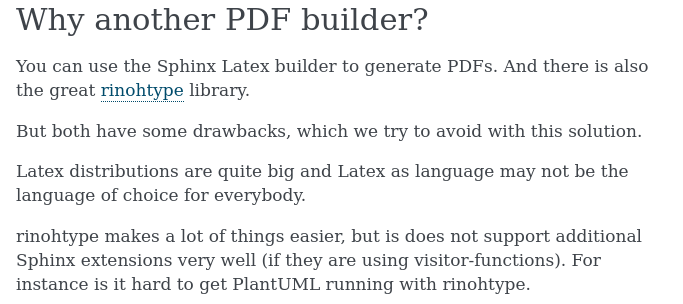 Why another PDF builder?
You can use the Sphinx Latex builder to generate PDFs. And there is also
the great rinohtype library.
But both have some drawbacks, which we try to avoid with this solution.
Latex distributions are quite big and Latex as language may not be the
language of choice for everybody.
rinohtype makes a lot of things easier, but is does not support additional
Sphinx extensions very well (if they are using visitor-functions). For
instance is it hard to get PlantUML running with rinohtype.